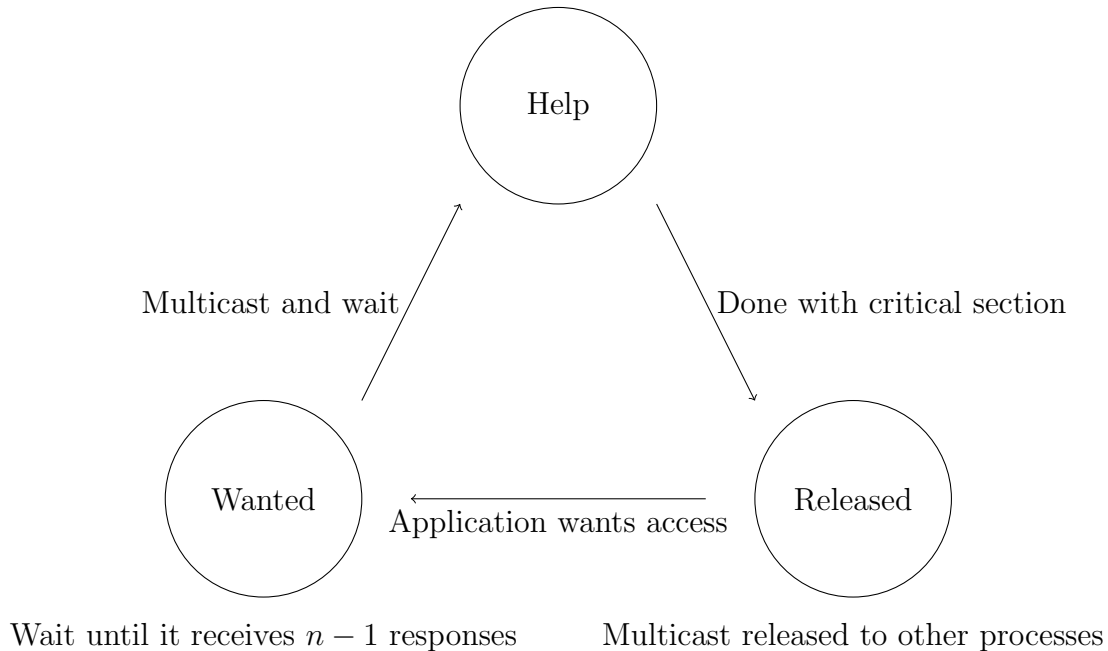 Help
Multicast and wait
Done with critical section
Wanted
Released
Application wants access
Wait until it receives n − 1 responses
Multicast released to other processes